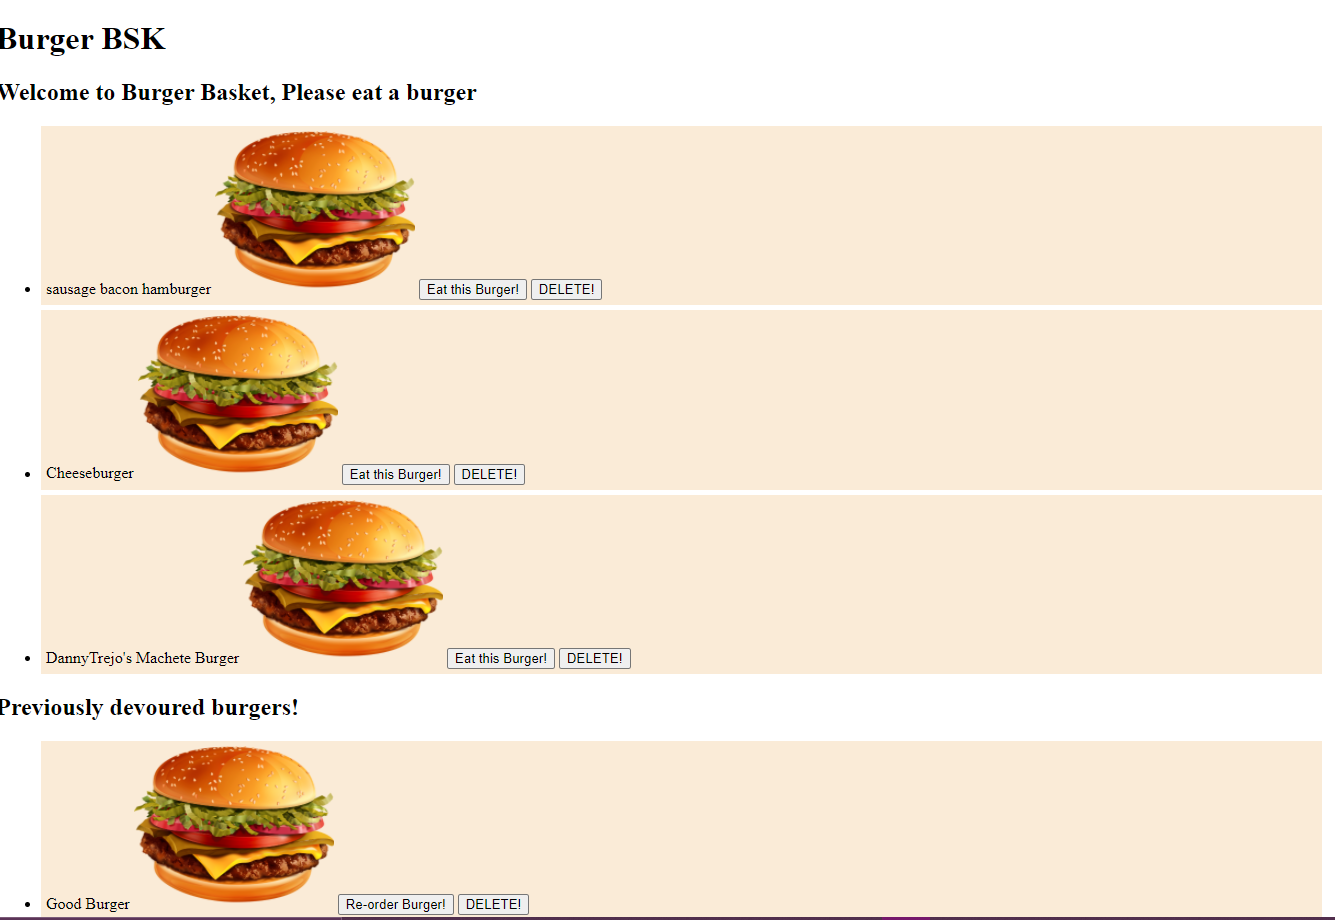 Burger BSK
Welcome to Burger Basket, Please eat a burger
sausage bacon hamburger Eat this Burger! DELETE!
Cheeseburger Eat this Burger! DELETE!
DannyTrejo's Machete Burger Eat this Burger! DELETE!
Previously devoured burgers!
Good Burger Re-order Burger! DELETE!